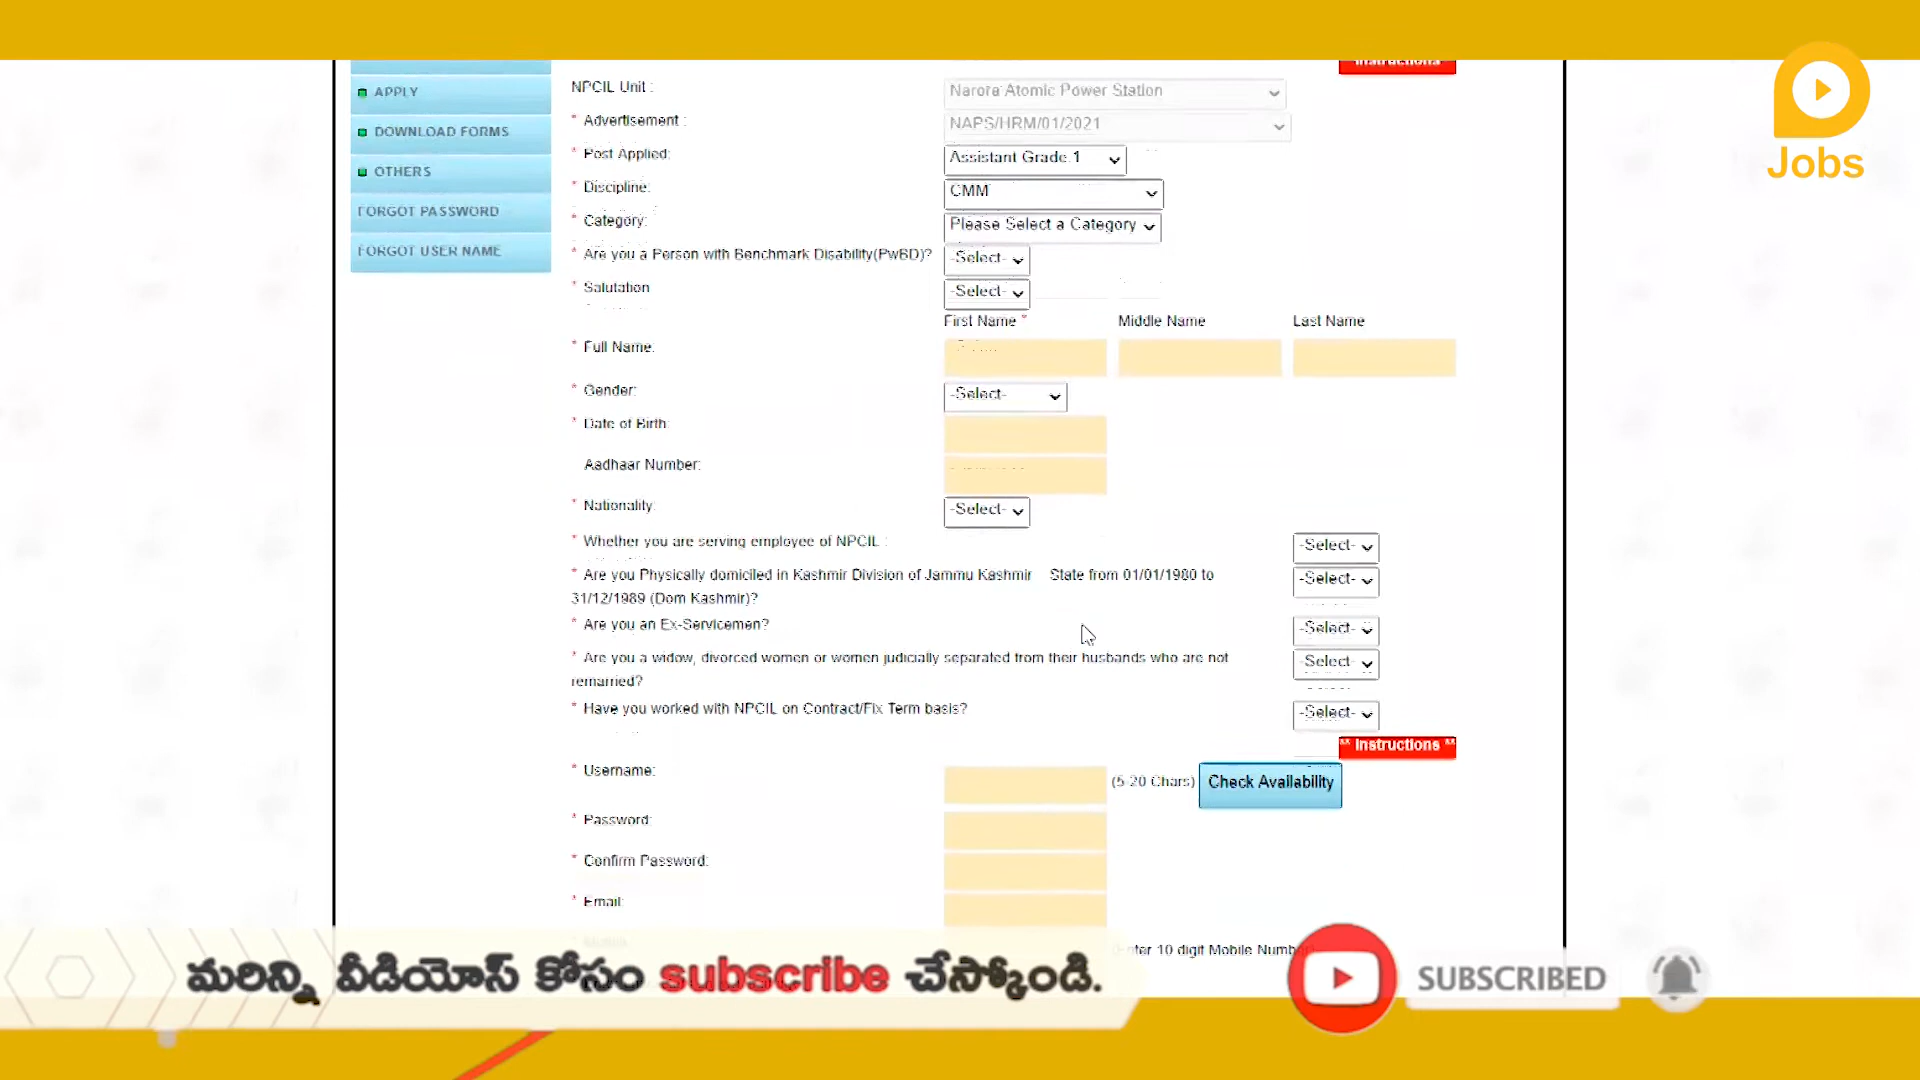 Instructions
Jobs
APPLY
DOWNLOAD FORMS
OTHERS
FORGOT PASSWORD
FORGOT USER NAME
NPCIL Unit : Narora Atomic Power Station
* Advertisement : NAPS/HRM/01/2021
* Post Applied: Assistant Grade 1
* Discipline: CMM
* Category: Please Select a Category
* Are you a Person with Benchmark Disability(PwBD)? -Select-
* Salutation -Select-
First Name * Middle Name Last Name
* Full Name:
* Gender: -Select-
* Date of Birth:
Aadhaar Number:
* Nationality: -Select-
* Whether you are serving employee of NPCIL : -Select-
* Are you Physically domiciled in Kashmir Division of Jammu Kashmir State from 01/01/1980 to -Select-
31/12/1989 (Dom Kashmir)?
* Are you an Ex-Servicemen? -Select-
* Are you a widow, divorced women or women judicially separated from their husbands who are not -Select-
remarried?
* Have you worked with NPCIL on Contract/Fix Term basis? -Select-
** Instructions **
* Username: (5-20 Chars) Check Availability
* Password:
* Confirm Password:
* Email:
(Enter 10 digit Mobile Number)
మరిన్ని వీడియోస్ కోసం subscribe చేస్కోండి.
SUBSCRIBED